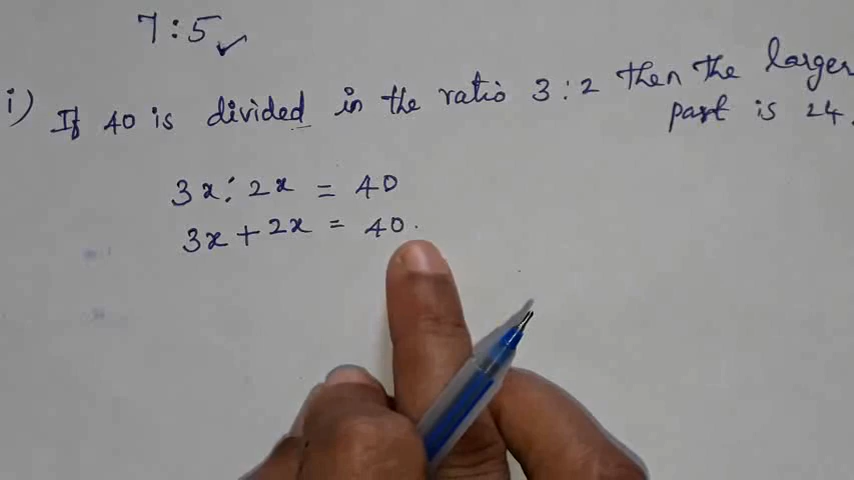 7 : 5 ✓
i) If 40 is divided in the ratio 3 : 2 then the larger
part is 24.
3x : 2x = 40
3x + 2x = 40.